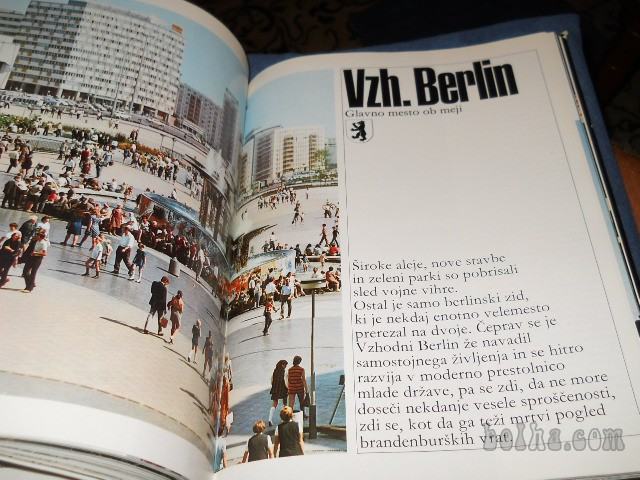 Vzh. Berlin
Glavno mesto ob meji
Široke aleje, nove stavbe
in zeleni parki so pobrisali
sled vojne vihre.
Ostal je samo berlinski zid,
ki je nekdaj enotno velemesto
prerezal na dvoje. Čeprav se je
Vzhodni Berlin že navadil
samostojnega življenja in se hitro
razvija v moderno prestolnico
mlade države, pa se zdi, da ne more
doseči nekdanje vesele sproščenosti,
zdi se, kot da ga teži mrtvi pogled
brandenburških vrat.
bolha.com